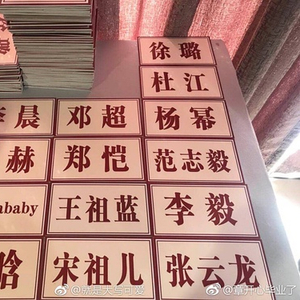 徐璐
杜江
晨 邓超 杨幂
赫 郑恺 范志毅
baby 王祖蓝 李毅
晗 宋祖儿 张云龙